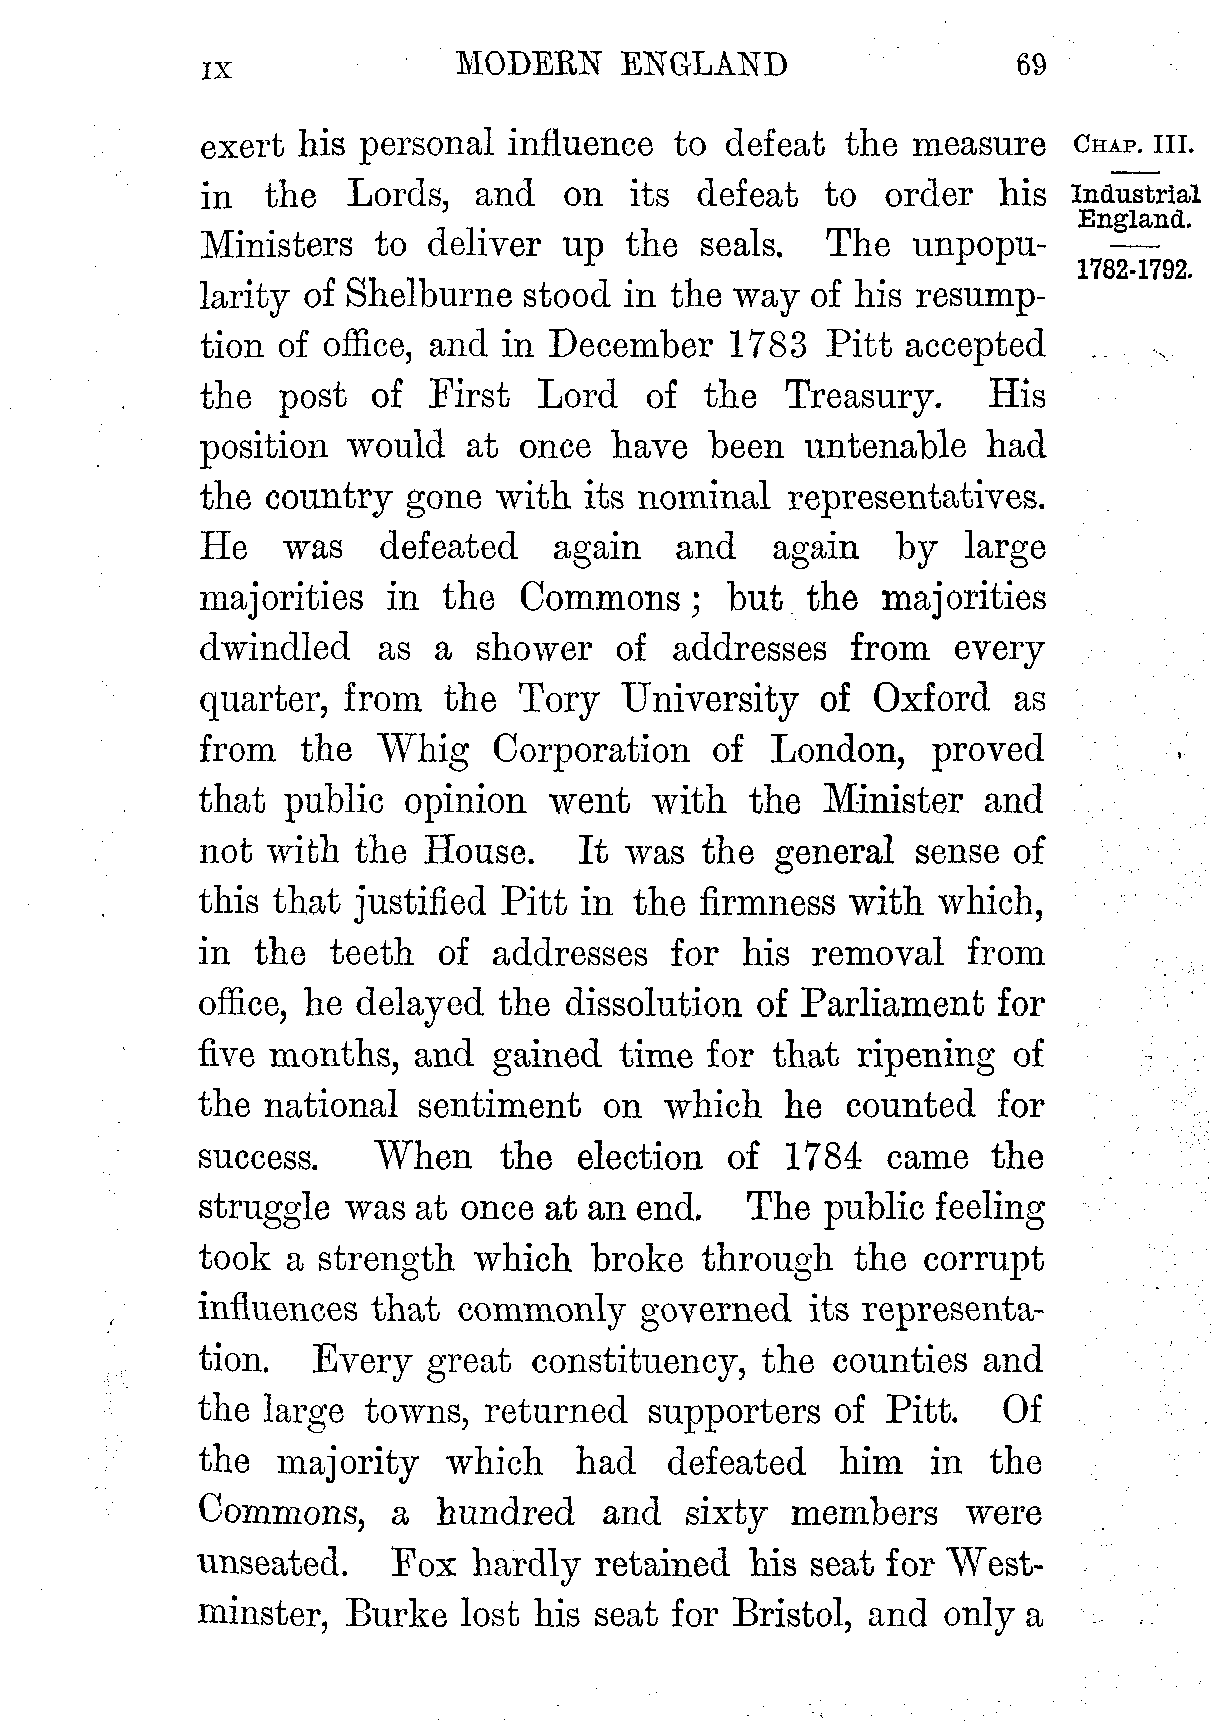 IX MODERN ENGLAND 69
exert his personal influence to defeat the measure
in the Lords, and on its defeat to order his
Ministers to deliver up the seals. The unpopu-
larity of Shelburne stood in the way of his resump-
tion of office, and in December 1783 Pitt accepted
the post of First Lord of the Treasury. His
position would at once have been untenable had
the country gone with its nominal representatives.
He was defeated again and again by large
majorities in the Commons; but the majorities
dwindled as a shower of addresses from every
quarter, from the Tory University of Oxford as
from the Whig Corporation of London, proved
that public opinion went with the Minister and
not with the House. It was the general sense of
this that justified Pitt in the firmness with which,
in the teeth of addresses for his removal from
office, he delayed the dissolution of Parliament for
five months, and gained time for that ripening of
the national sentiment on which he counted for
success. When the election of 1784 came the
struggle was at once at an end. The public feeling
took a strength which broke through the corrupt
influences that commonly governed its representa-
tion. Every great constituency, the counties and
the large towns, returned supporters of Pitt. Of
the majority which had defeated him in the
Commons, a hundred and sixty members were
unseated. Fox hardly retained his seat for West-
minster, Burke lost his seat for Bristol, and only a
CHAP. III.
Industrial
England.
1782-1792.